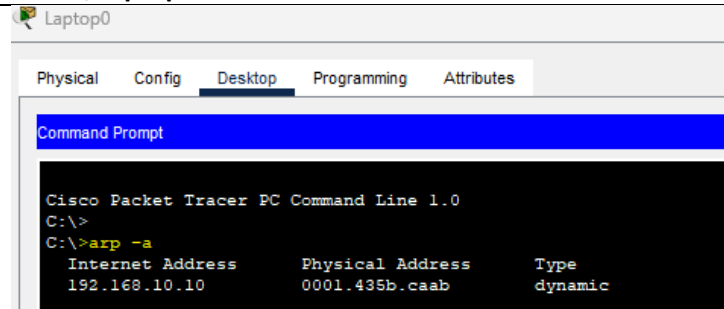 Laptop0
Physical Config Desktop Programming Attributes
Command Prompt
Cisco Packet Tracer PC Command Line 1.0
C:\>
C:\>arp -a
Internet Address Physical Address Type
192.168.10.10 0001.435b.caab dynamic